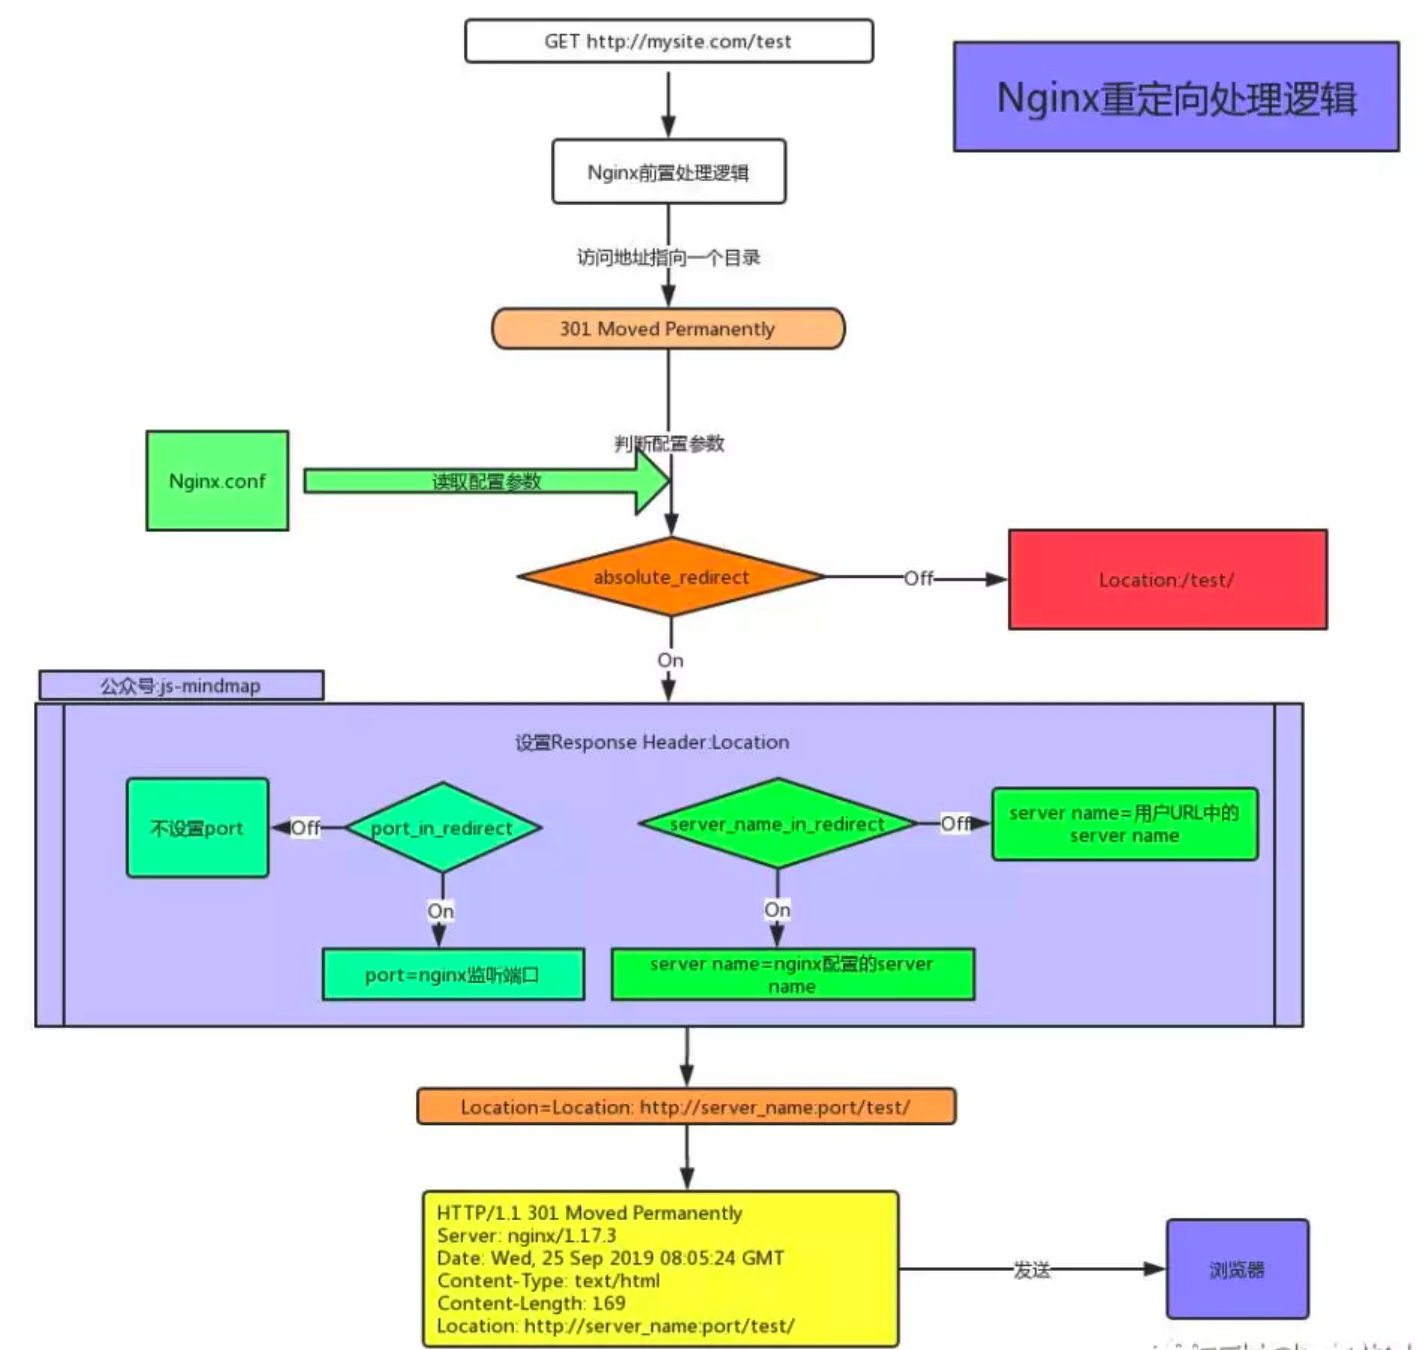 GET http://mysite.com/test
Nginx重定向处理逻辑
Nginx前置处理逻辑
访问地址指向一个目录
301 Moved Permanently
判断配置参数
Nginx.conf
读取配置参数
absolute_redirect
Off
Location:/test/
On
公众号:js-mindmap
设置Response Header:Location
不设置port
Off
port_in_redirect
server_name_in_redirect
Off
server name=用户URL中的
server name
On
On
port=nginx监听端口
server name=nginx配置的server
name
Location=Location: http://server_name:port/test/
HTTP/1.1 301 Moved Permanently
Server: nginx/1.17.3
Date: Wed, 25 Sep 2019 08:05:24 GMT
Content-Type: text/html
Content-Length: 169
Location: http://server_name:port/test/
发送
浏览器